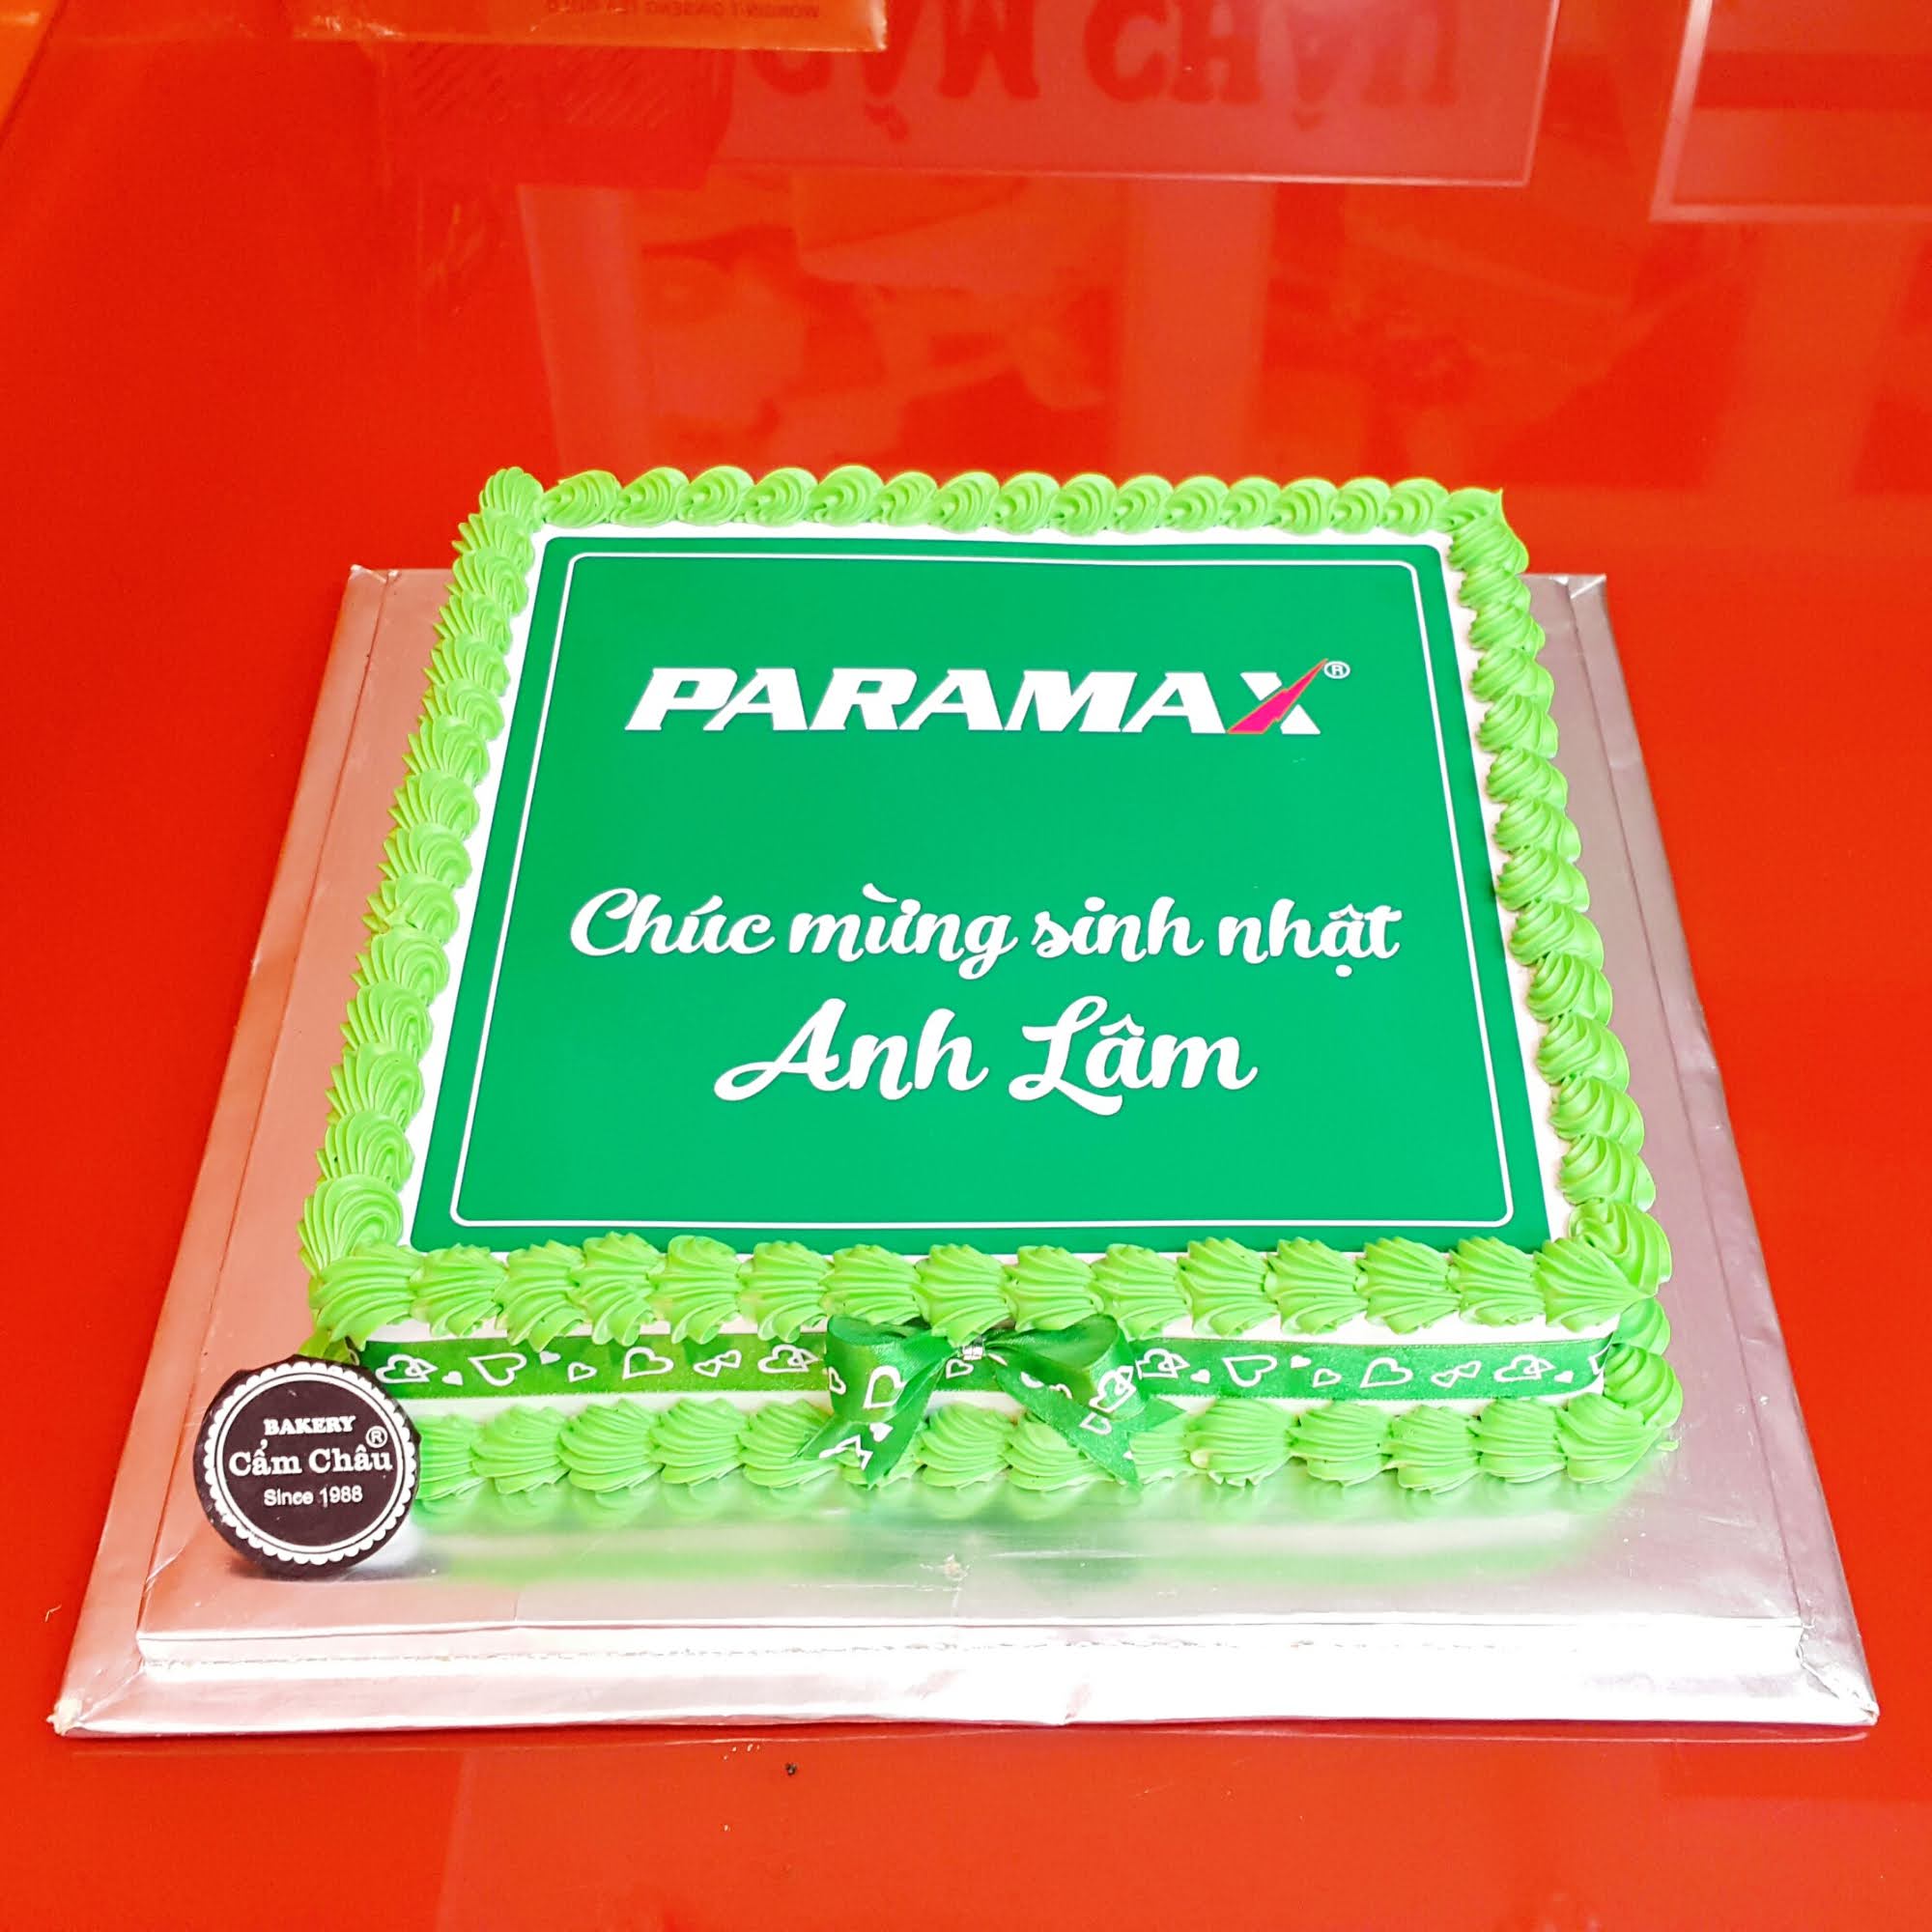 PARAMAX®
Chúc mừng sinh nhật
Anh Lâm
BAKERY
Cẩm Châu ®
Since 1988